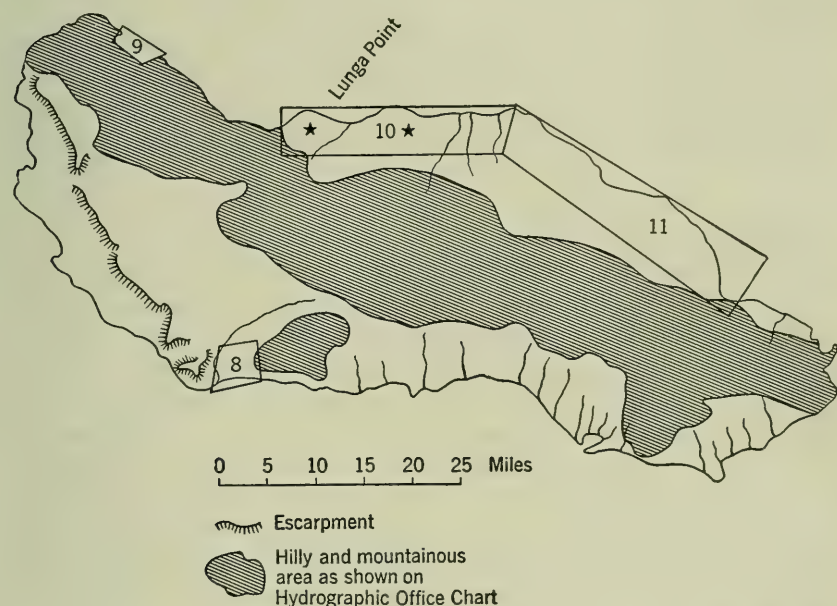 9
Lunga Point
10
11
8
0 5 10 15 20 25 Miles
Escarpment
Hilly and mountainous
area as shown on
Hydrographic Office Chart